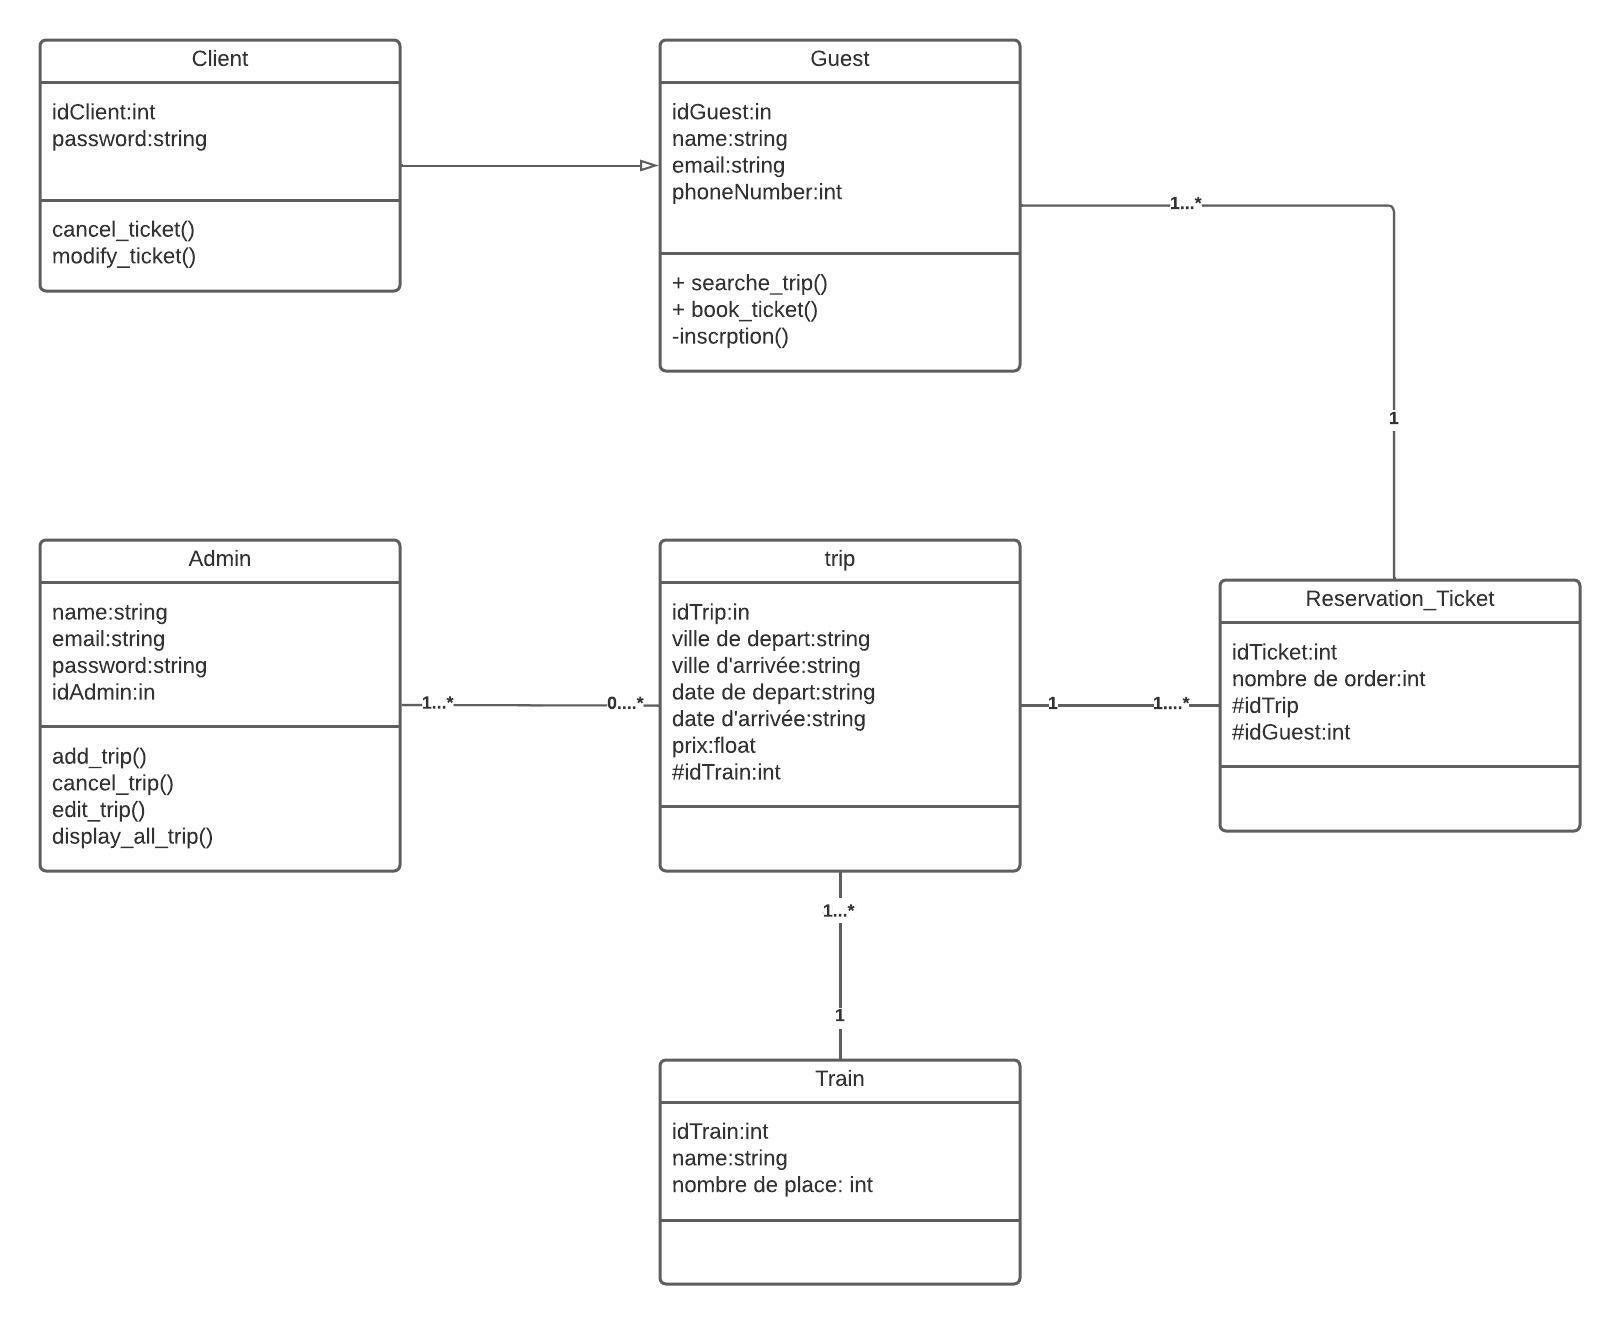 Client
idClient:int
password:string
cancel_ticket()
modify_ticket()
Guest
idGuest:in
name:string
email:string
phoneNumber:int
+ searche_trip()
+ book_ticket()
-inscrption()
1...*
1
Admin
name:string
email:string
password:string
idAdmin:in
add_trip()
cancel_trip()
edit_trip()
display_all_trip()
1...*
0....*
trip
idTrip:in
ville de depart:string
ville d'arrivée:string
date de depart:string
date d'arrivée:string
prix:float
#idTrain:int
1
1....*
Reservation_Ticket
idTicket:int
nombre de order:int
#idTrip
#idGuest:int
1...*
1
Train
idTrain:int
name:string
nombre de place: int